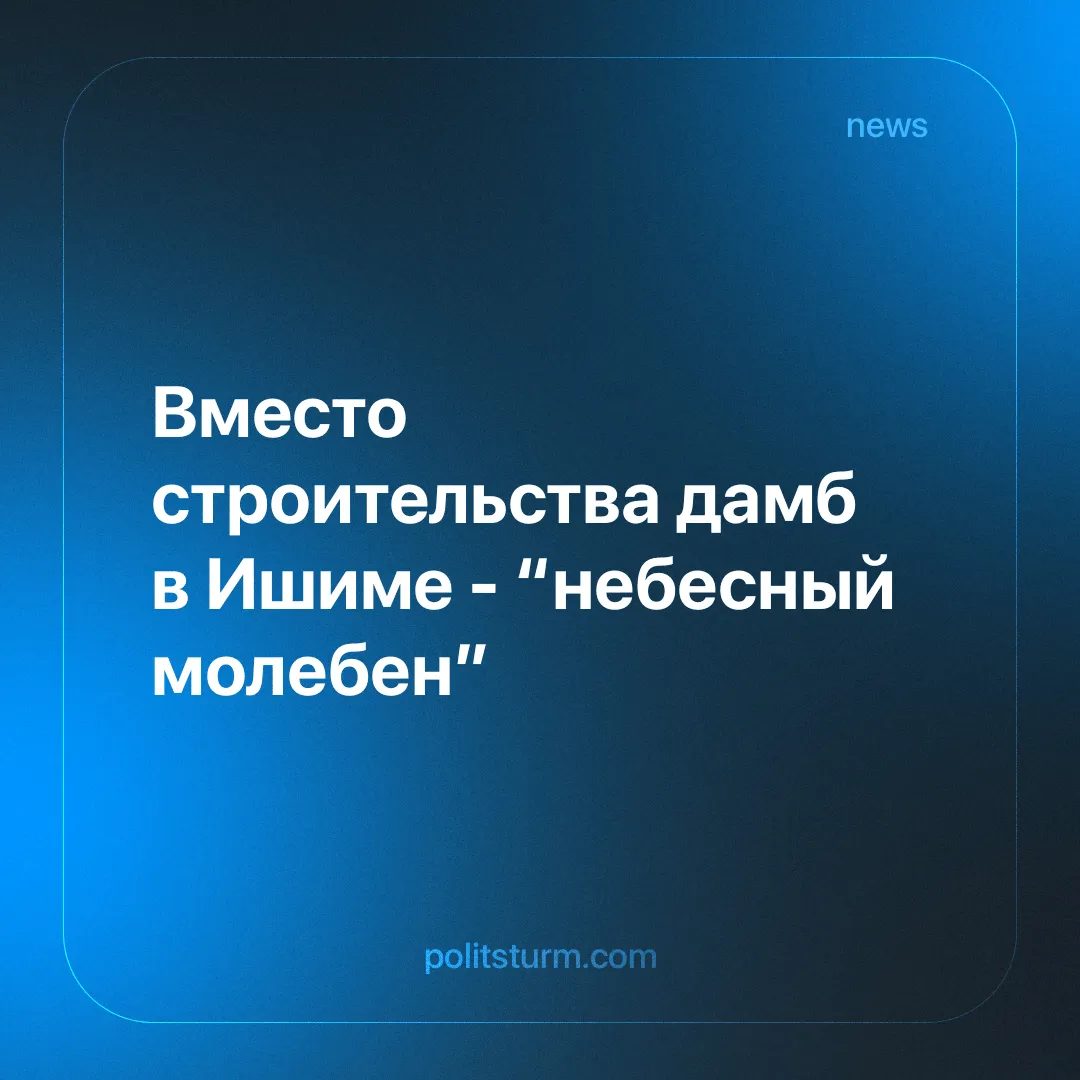 news
Вместо
строительства дамб
в Ишиме - “небесный
молебен”
politsturm.com